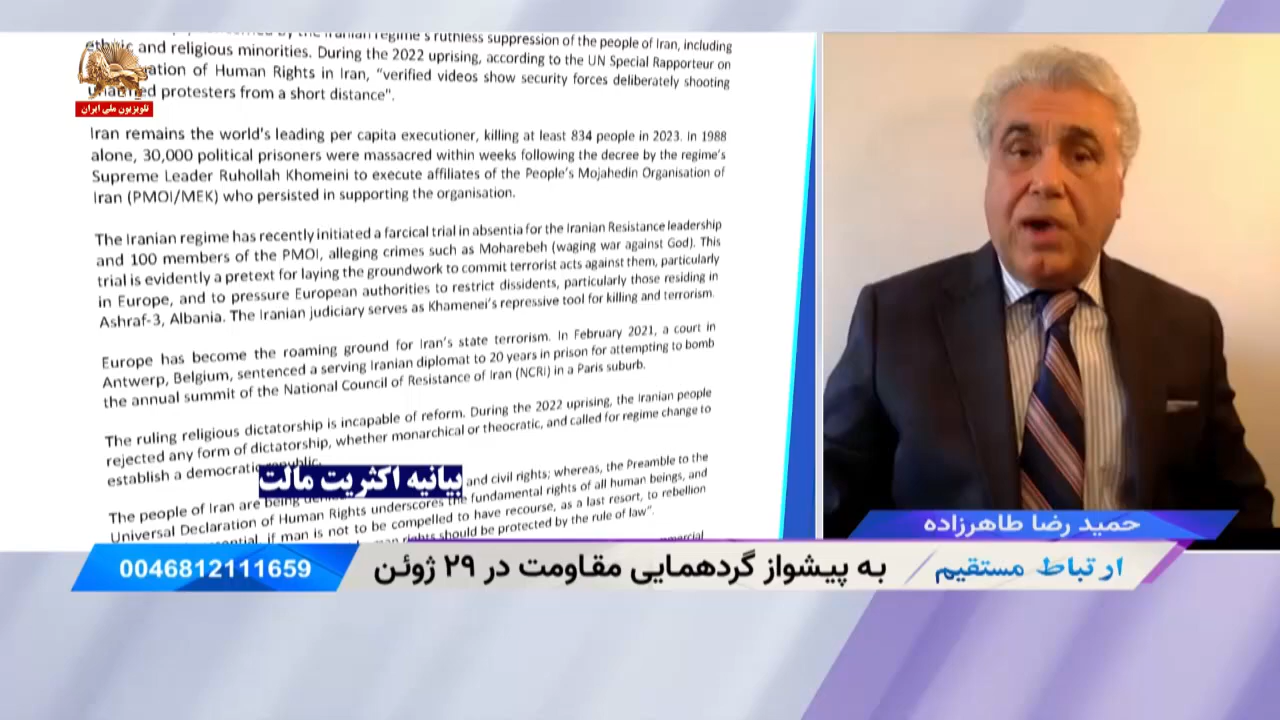 by the Iranian regime's ruthless suppression of the people of Iran, including
ethnic and religious minorities. During the 2022 uprising, according to the UN Special Rapporteur on
of Human Rights in Iran, "verified videos show security forces deliberately shooting
protesters from a short distance".
تلویزیون ملی ایران
Iran remains the world's leading per capita executioner, killing at least 834 people in 2023. In 1988
alone, 30,000 political prisoners were massacred within weeks following the decree by the regime's
Supreme Leader Ruhollah Khomeini to execute affiliates of the People's Mojahedin Organisation of
Iran (PMOI/MEK) who persisted in supporting the organisation.
The Iranian regime has recently initiated a farcical trial in absentia for the Iranian Resistance leadership
and 100 members of the PMOI, alleging crimes such as Moharebeh (waging war against God). This
trial is evidently a pretext for laying the groundwork to commit terrorist acts against them, particularly
in Europe, and to pressure European authorities to restrict dissidents, particularly those residing in
Ashraf-3, Albania. The Iranian judiciary serves as Khamenei's repressive tool for killing and terrorism.
Europe has become the roaming ground for Iran's state terrorism. In February 2021, a court in
Antwerp, Belgium, sentenced a serving Iranian diplomat to 20 years in prison for attempting to bomb
the annual summit of the National Council of Resistance of Iran (NCRI) in a Paris suburb.
The ruling religious dictatorship is incapable of reform. During the 2022 uprising, the Iranian people
rejected any form of dictatorship, whether monarchical or theocratic, and called for regime change to
establish a democratic republic.
بیانیه اکثریت مالت
The people of Iran are being and civil rights; whereas, the Preamble to the
Universal Declaration of Human Rights underscores the fundamental rights of all human beings, and
if man is not to be compelled to have recourse, as a last resort, to rebellion
rights should be protected by the rule of law".
حمید رضا طاهرزاده
ارتباط مستقیم / به پیشواز گردهمایی مقاومت در ۲۹ ژوئن
0046812111659